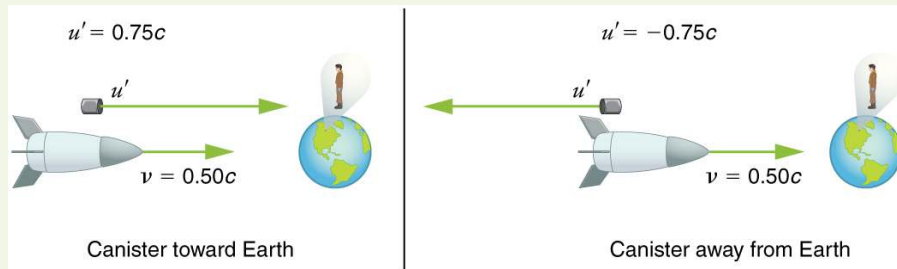 u′ = 0.75c
u′
ν = 0.50c
Canister toward Earth
u′ = −0.75c
u′
ν = 0.50c
Canister away from Earth